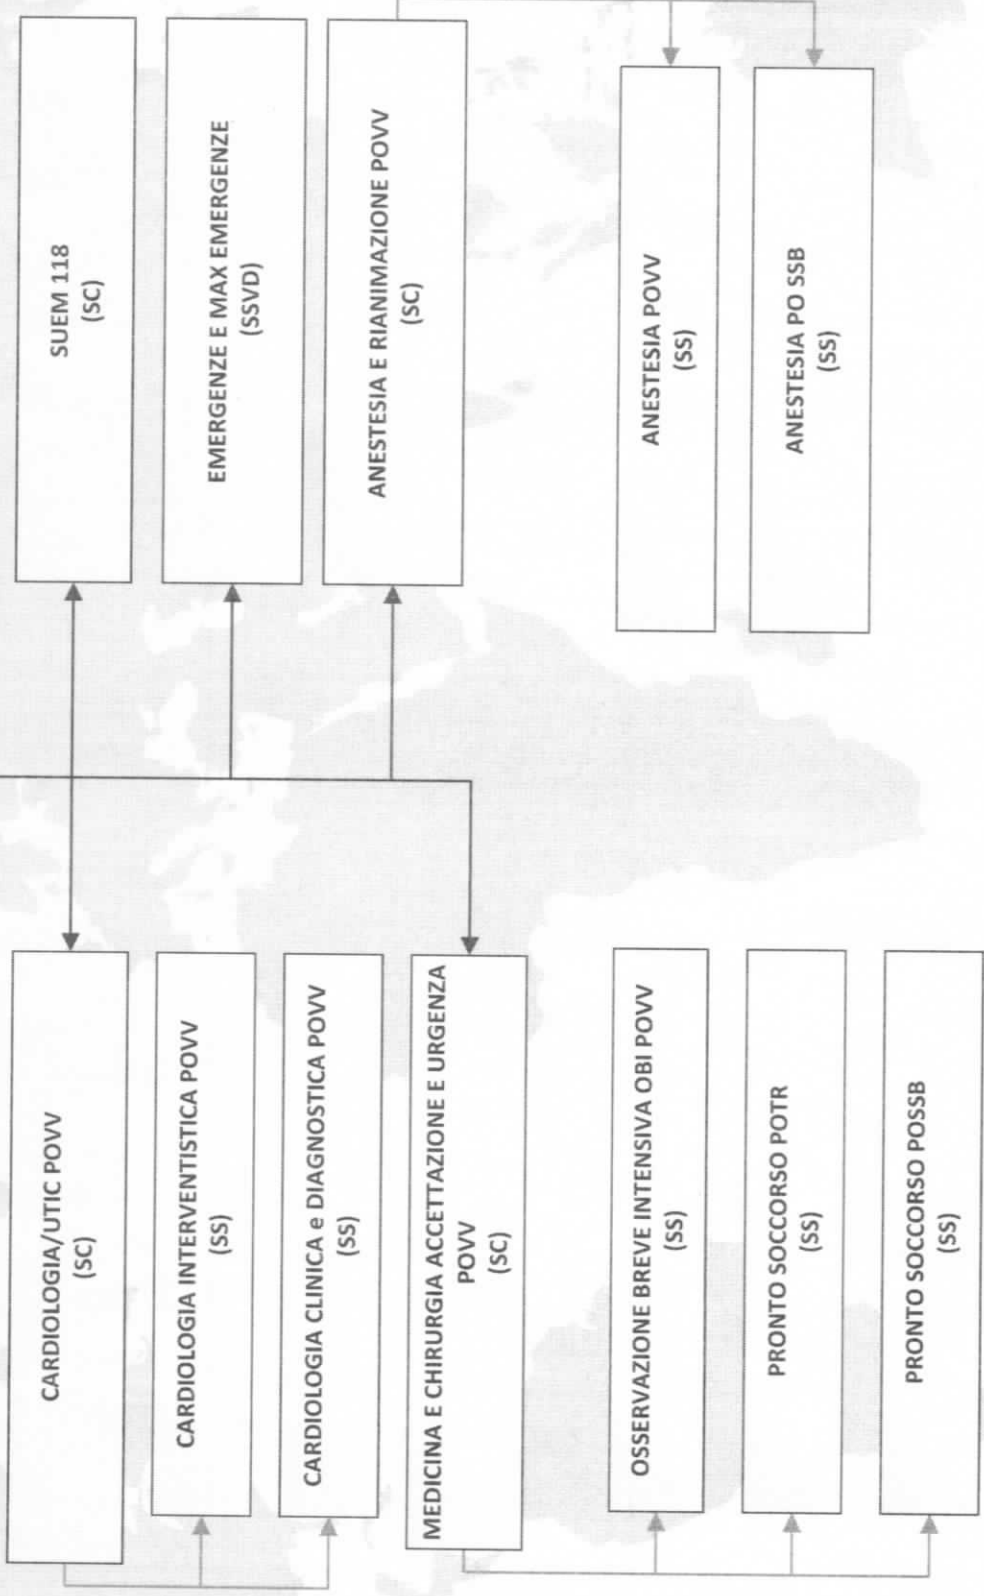 CARDIOLOGIA/UTIC POVV
(SC)
CARDIOLOGIA INTERVENTISTICA POVV
(SS)
CARDIOLOGIA CLINICA e DIAGNOSTICA POVV
(SS)
MEDICINA E CHIRURGIA ACCETTAZIONE E URGENZA
POVV
(SC)
OSSERVAZIONE BREVE INTENSIVA OBI POVV
(SS)
PRONTO SOCCORSO POTR
(SS)
PRONTO SOCCORSO POSSB
(SS)
SUEM 118
(SC)
EMERGENZE E MAX EMERGENZE
(SSVD)
ANESTESIA E RIANIMAZIONE POVV
(SC)
ANESTESIA POVV
(SS)
ANESTESIA PO SSB
(SS)